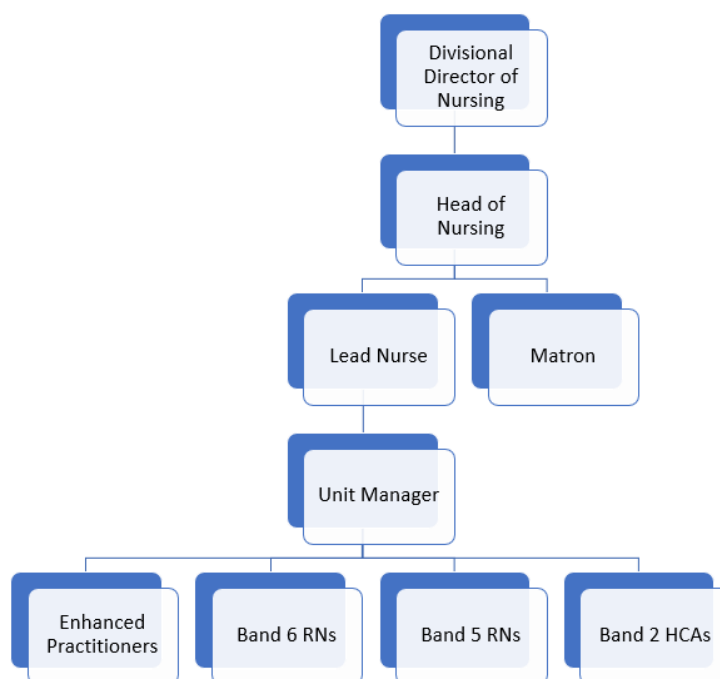 Divisional
Director of
Nursing
Head of
Nursing
Lead Nurse
Matron
Unit Manager
Enhanced
Practitioners
Band 6 RNs
Band 5 RNs
Band 2 HCAs